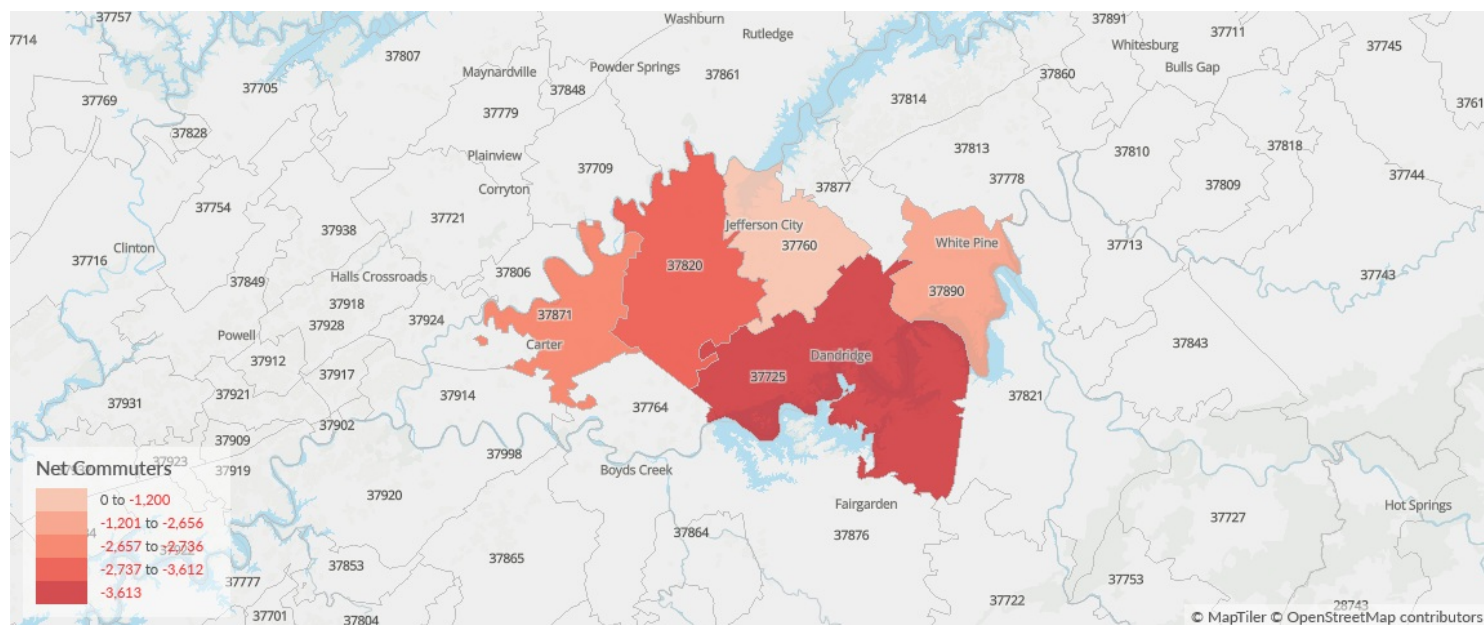 37757
Washburn
37891
37711
7714
37807
Rutledge
Whitesburg
37745
Maynardville
Powder Springs
37861
37860
Bulls Gap
37769
37705
37848
37814
3761
37779
37828
37813
37810
37818
Plainview
37709
37778
37744
Corryton
37877
37809
37754
37721
Jefferson City
37938
37760
White Pine
37713
Clinton
37716
Halls Crossroads
37806
37820
37743
37849
37918
37871
37890
37928
37924
Powell
Carter
Dandridge
37843
37912
37917
37725
37931
37921
37914
37764
37821
37909
37902
Net Commuters
37923
37919
37998
Boyds Creek
0 to -1,200
37920
Fairgarden
Hot Springs
-1,201 to -2,656
37864
37876
37727
-2,657 to -2,736
37865
37853
-2,737 to -3,612
37777
37753
-3,613
37701
37804
37722
28743
© MapTiler © OpenStreetMap contributors